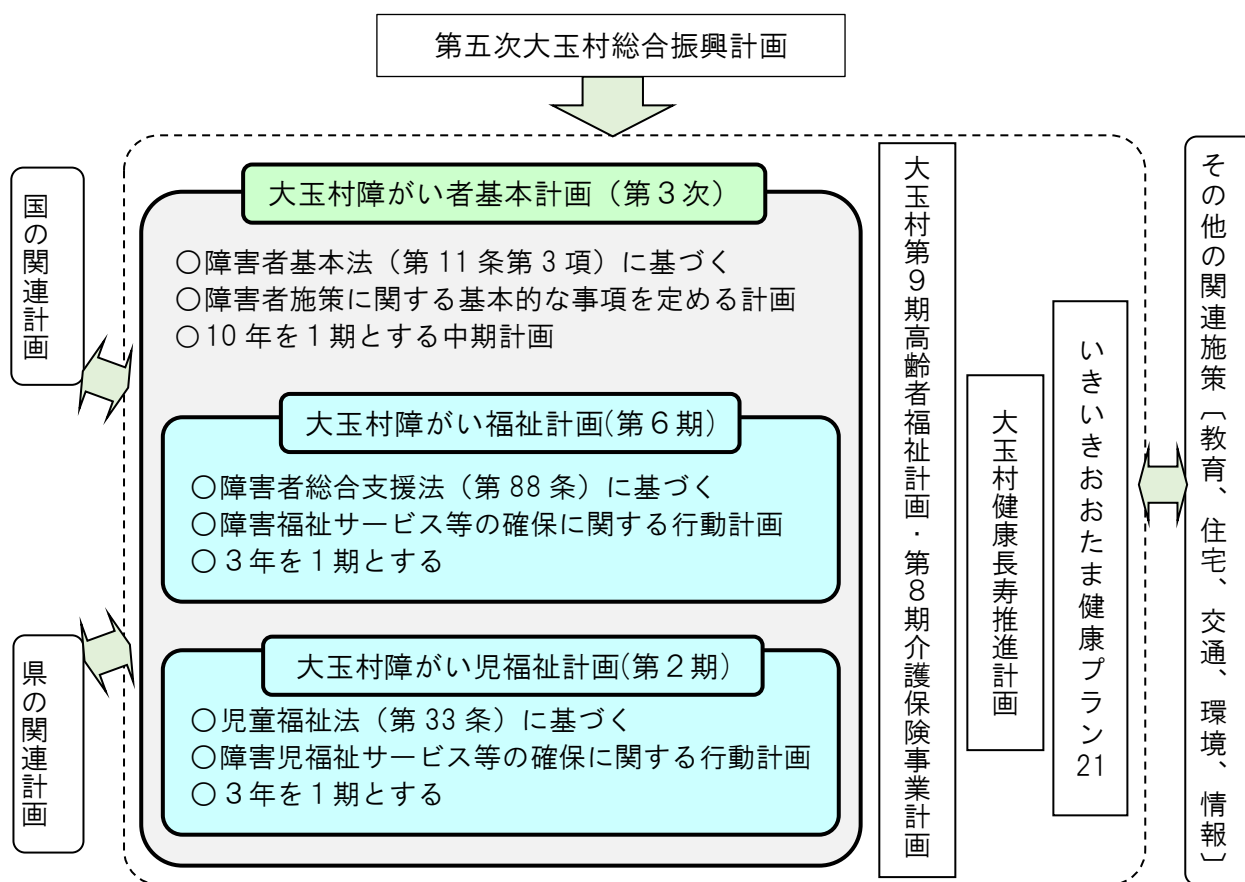 第五次大玉村総合振興計画
国の関連計画
県の関連計画
大玉村障がい者基本計画（第３次）
○障害者基本法（第 11 条第 3 項）に基づく
○障害者施策に関する基本的な事項を定める計画
○10 年を１期とする中期計画
大玉村障がい福祉計画(第６期)
○障害者総合支援法（第 88 条）に基づく
○障害福祉サービス等の確保に関する行動計画
○３年を１期とする
大玉村障がい児福祉計画(第２期)
○児童福祉法（第 33 条）に基づく
○障害児福祉サービス等の確保に関する行動計画
○３年を１期とする
大玉村第９期高齢者福祉計画・第８期介護保険事業計画
大玉村健康長寿推進計画
いきいきおおたま健康プラン21
その他の関連施策〔教育、住宅、交通、環境、情報〕